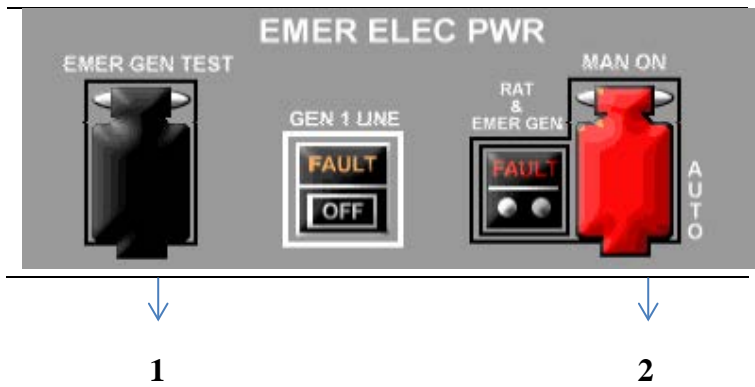 EMER ELEC PWR
EMER GEN TEST
MAN ON
RAT
&
EMER GEN
GEN 1 LINE
FAULT
OFF
FAULT
AUTO
1
2